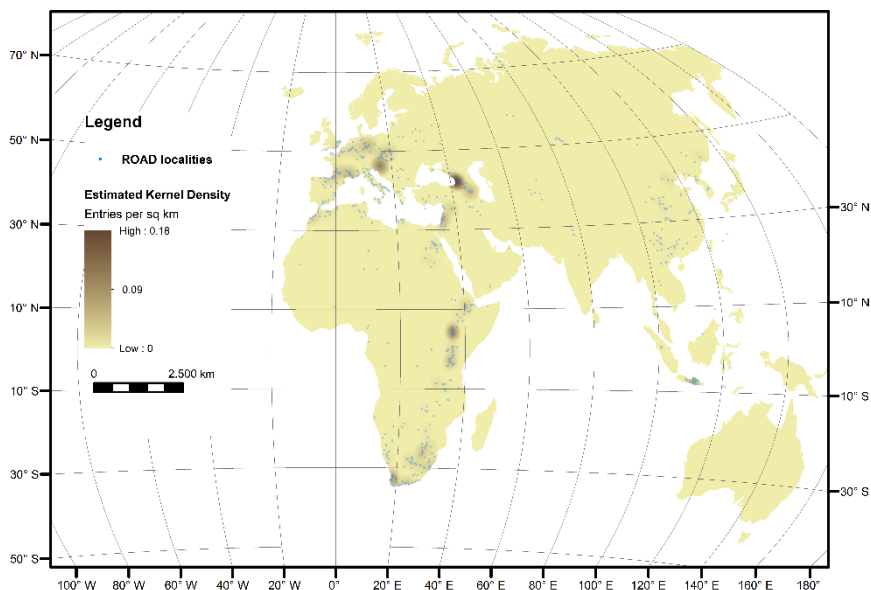 70° N
50° N
30° N
10° N
10° S
30° S
50° S
Legend
ROAD localities
Estimated Kernel Density
Entries per sq km
High : 0.18
0.09
Low : 0
0 2.500 km
30° N
10° N
10° S
30° S
100° W 80° W 60° W 40° W 20° W 0° 20° E 40° E 60° E 80° E 100° E 120° E 140° E 160° E 180°